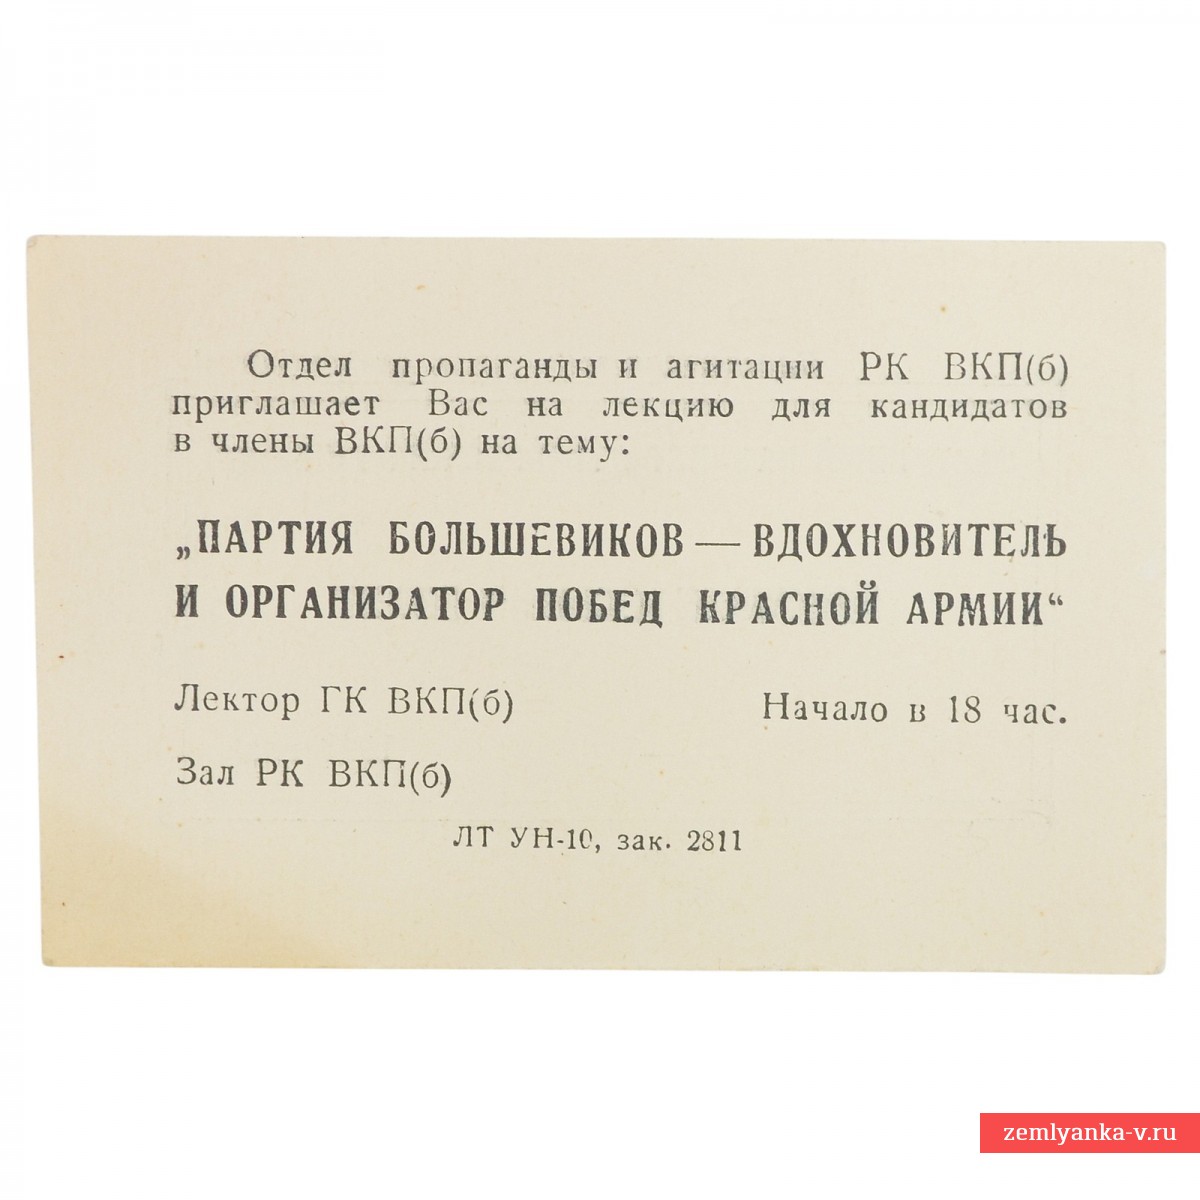 Отдел пропаганды и агитации РК ВКП(б)
приглашает Вас на лекцию для кандидатов
в члены ВКП(б) на тему:
„ПАРТИЯ БОЛЬШЕВИКОВ — ВДОХНОВИТЕЛЬ
И ОРГАНИЗАТОР ПОБЕД КРАСНОЙ АРМИИ“
Лектор ГК ВКП(б) Начало в 18 час.
Зал РК ВКП(б)
ЛТ УН-10, зак. 2811
zemlyanka-v.ru